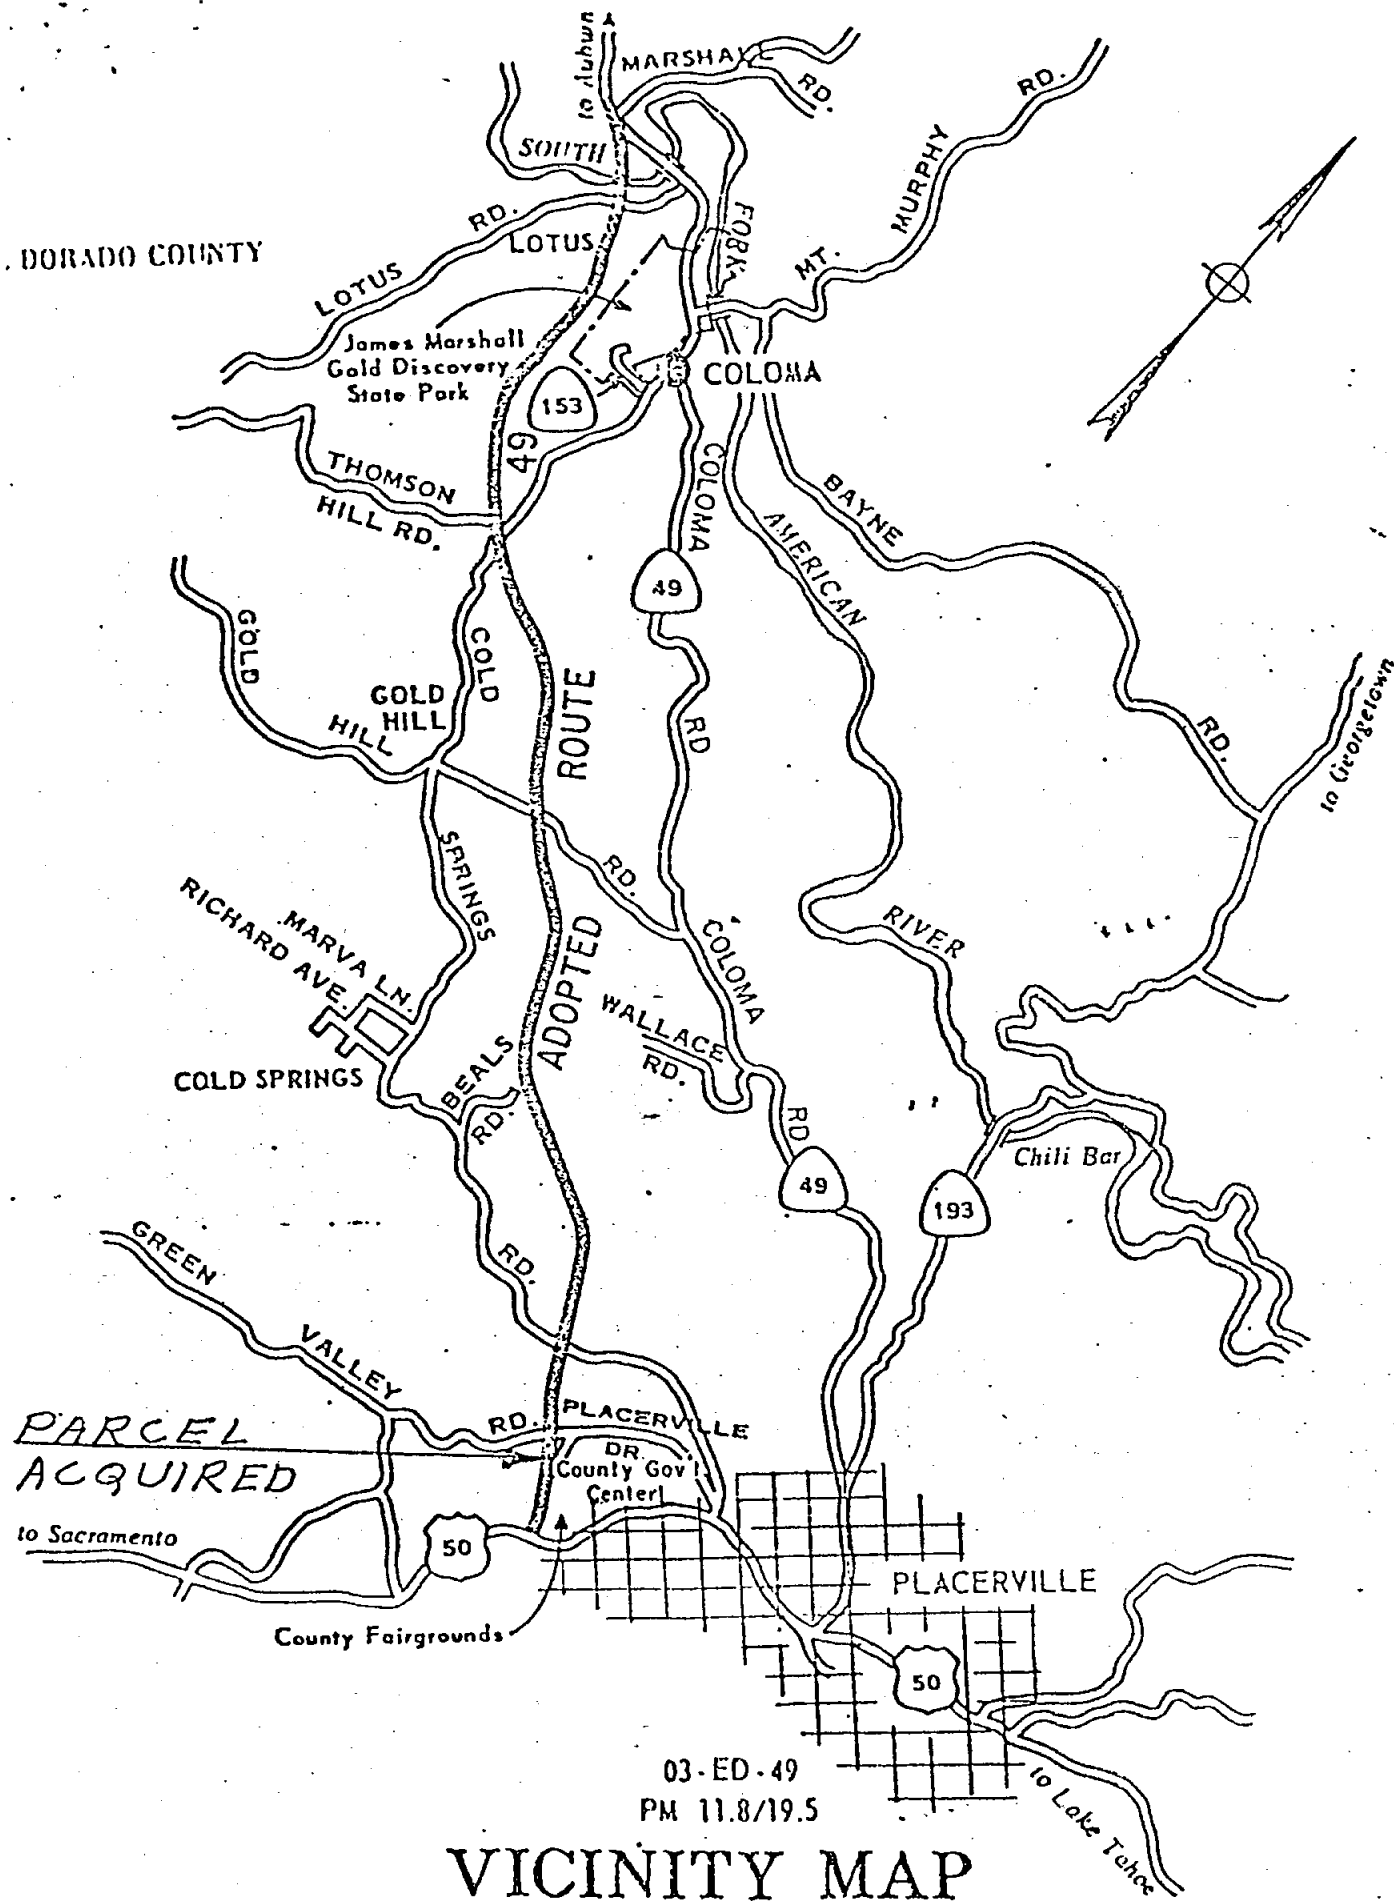 to Auburn
MARSHALL
RD.
RD.
SOUTH
MURPHY
RD.
LOTUS
FORK
MT.
. DORADO COUNTY
LOTUS
James Marshall
Gold Discovery
State Park
153
COLOMA
49
THOMSON
HILL RD.
COLOMA
BAYNE
AMERICAN
49
GOLD
COLD
GOLD
HILL
HILL
ROUTE
RD
RD.
to Georgetown
SPRINGS
RD.
RICHARD AVE.
MARVA LN.
COLOMA
RIVER
ADOPTED
WALLACE
RD.
COLD SPRINGS
BEALS
RD.
RD
Chili Bar
49
193
GREEN
RD.
VALLEY
PARCEL
ACQUIRED
RD.
PLACERVILLE
DR.
County Gov
Center
to Sacramento
50
PLACERVILLE
County Fairgrounds
50
03-ED-49
PM 11.8/19.5
to Lake Tahoe
VICINITY MAP